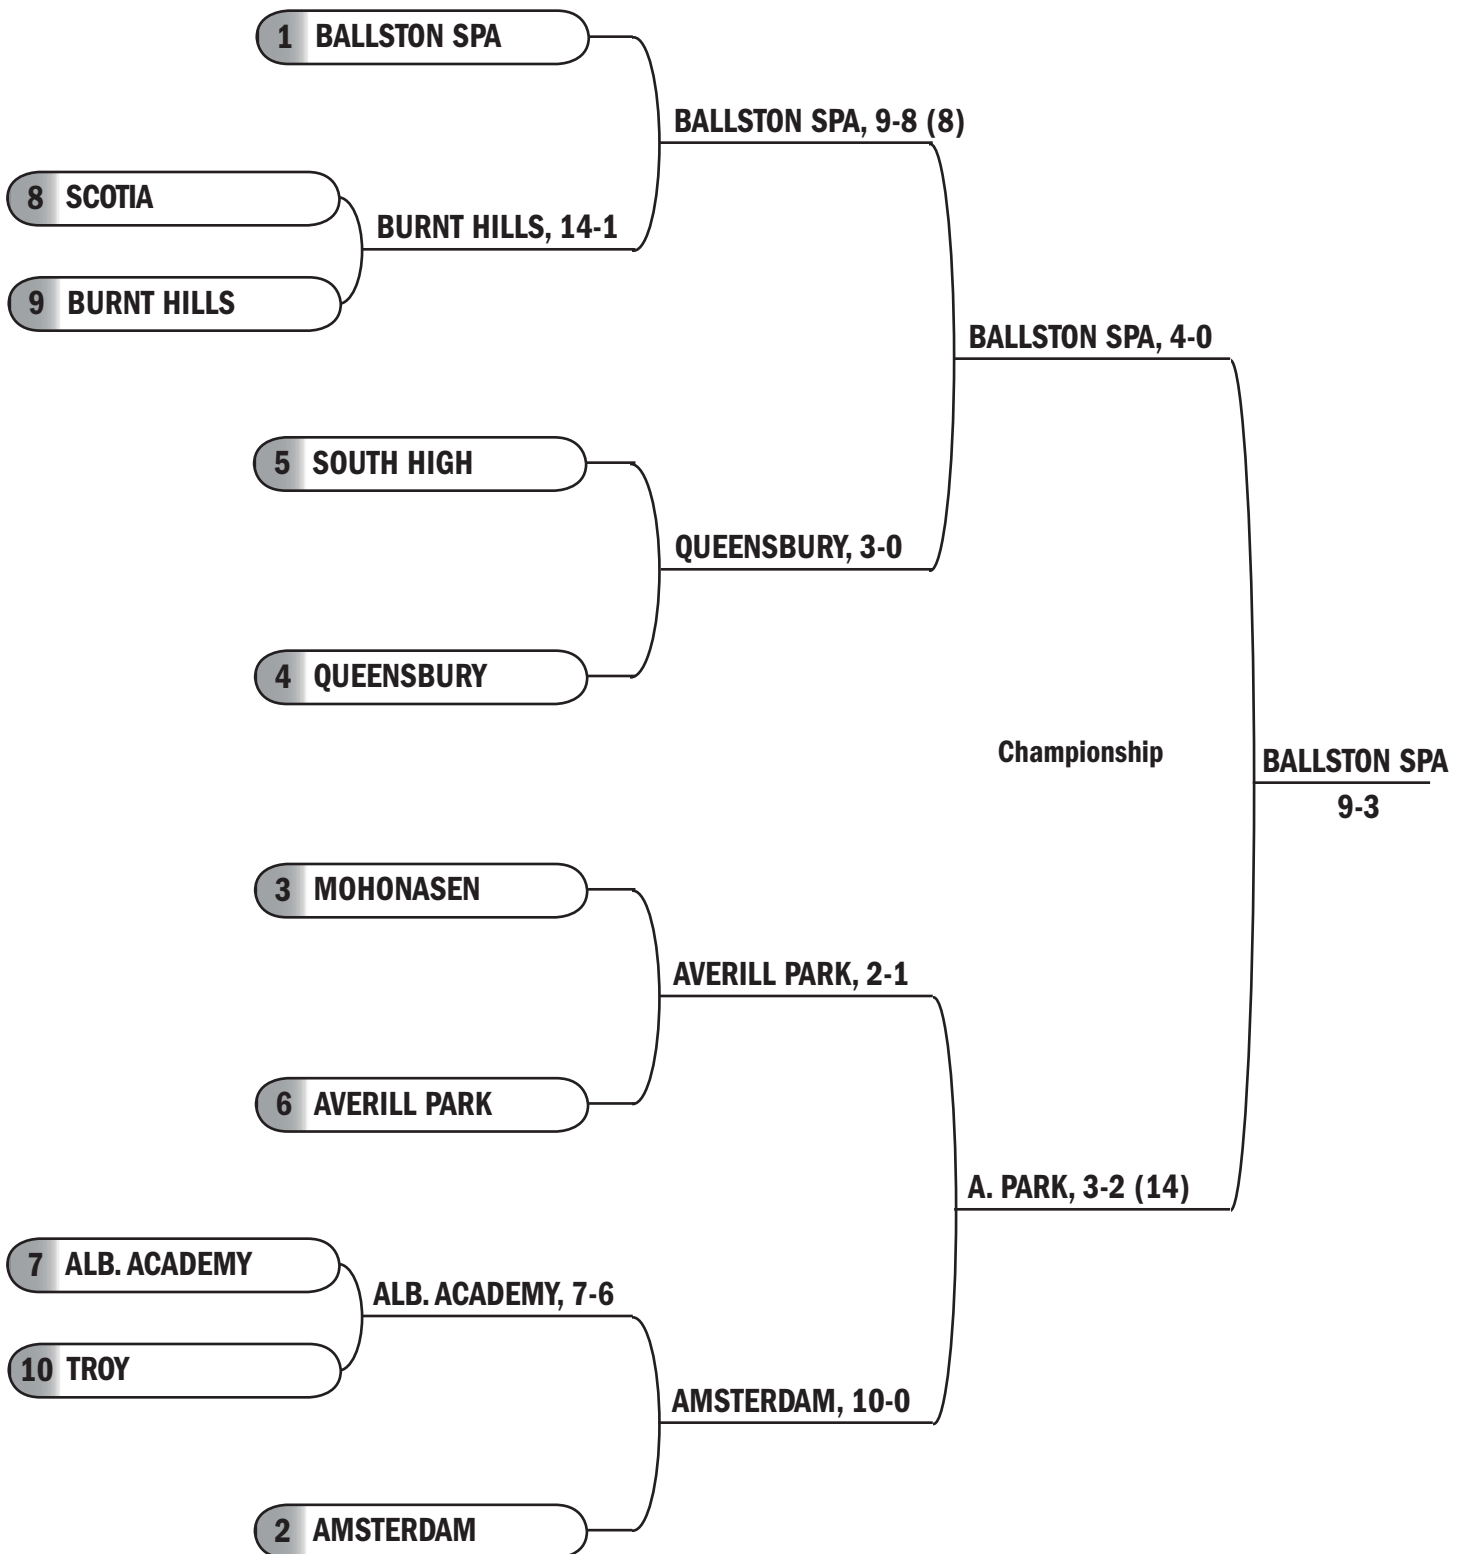 1 BALLSTON SPA
BALLSTON SPA, 9-8 (8)
8 SCOTIA
BURNT HILLS, 14-1
9 BURNT HILLS
BALLSTON SPA, 4-0
5 SOUTH HIGH
QUEENSBURY, 3-0
4 QUEENSBURY
Championship
BALLSTON SPA
9-3
3 MOHONASEN
AVERILL PARK, 2-1
6 AVERILL PARK
A. PARK, 3-2 (14)
7 ALB. ACADEMY
ALB. ACADEMY, 7-6
10 TROY
AMSTERDAM, 10-0
2 AMSTERDAM